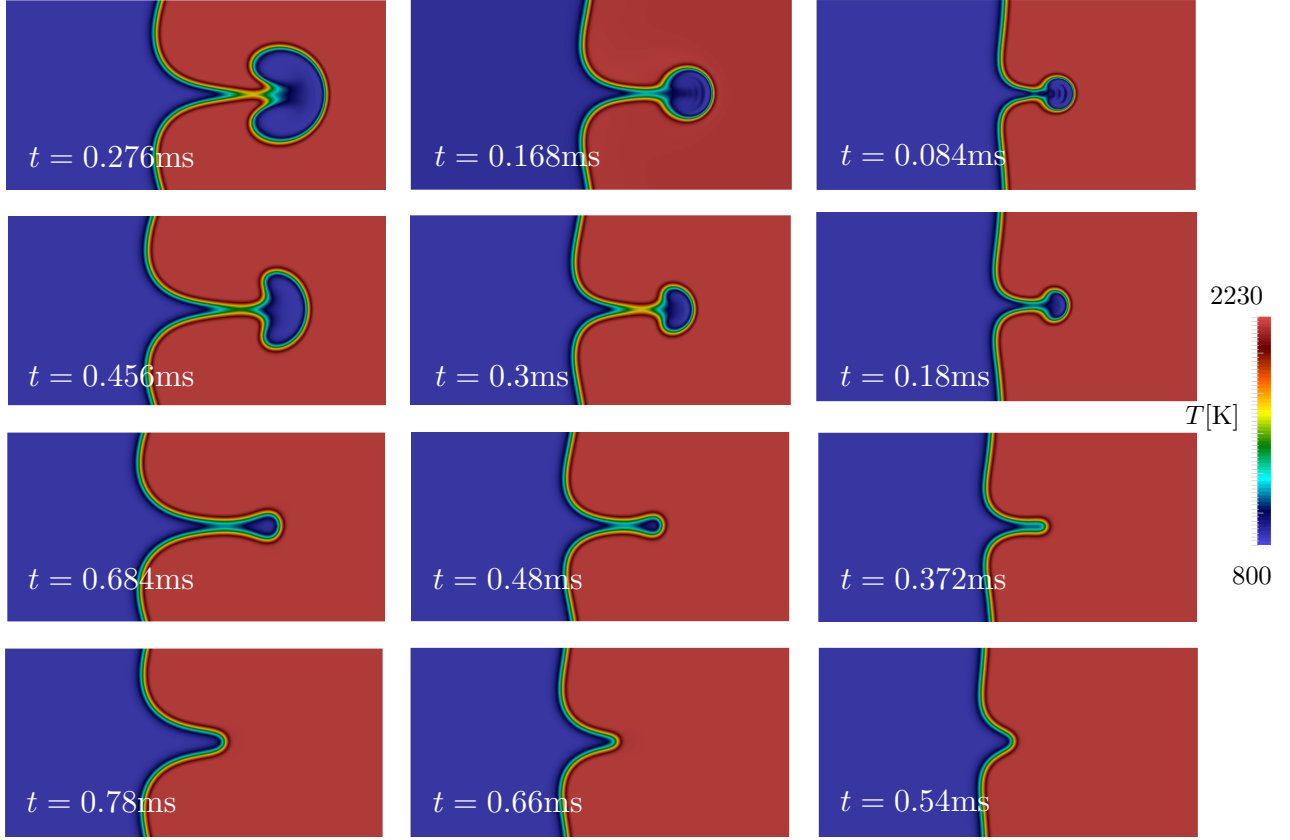 t = 0.276ms
t = 0.168ms
t = 0.084ms
t = 0.456ms
t = 0.3ms
t = 0.18ms
2230
T[K]
800
t = 0.684ms
t = 0.48ms
t = 0.372ms
t = 0.78ms
t = 0.66ms
t = 0.54ms